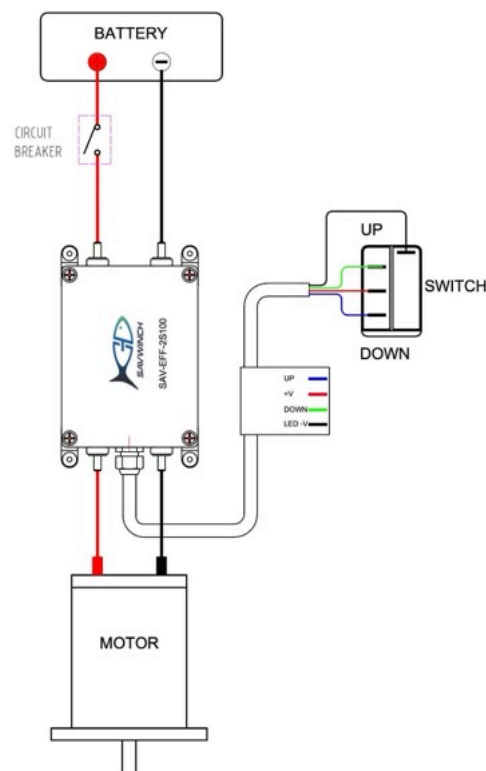 BATTERY
CIRCUIT
BREAKER
UP
SWITCH
DOWN
SAVWINCH
SAV-EFF-2S100
UP
+V
DOWN
LED -V
MOTOR